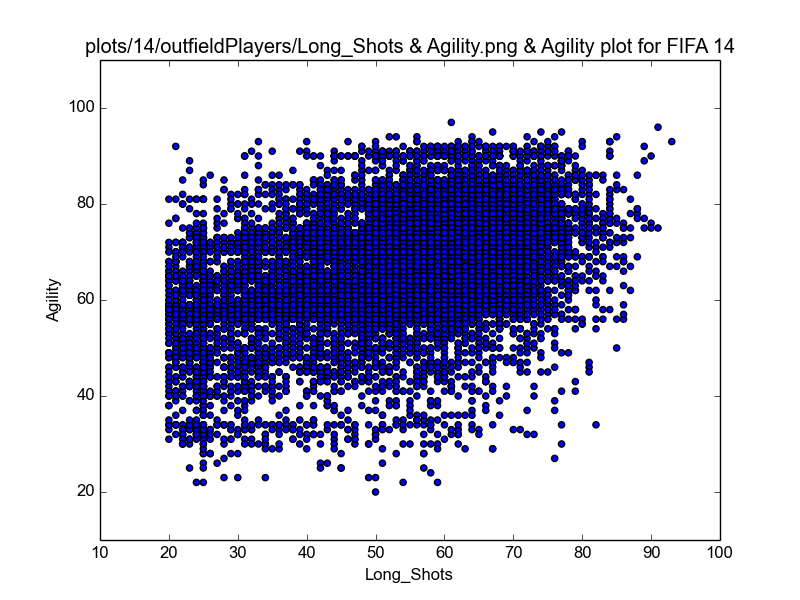 plots/14/outfieldPlayers/Long_Shots & Agility.png & Agility plot for FIFA 14
100
80
60
40
20
Agility
10 20 30 40 50 60 70 80 90 100
Long_Shots